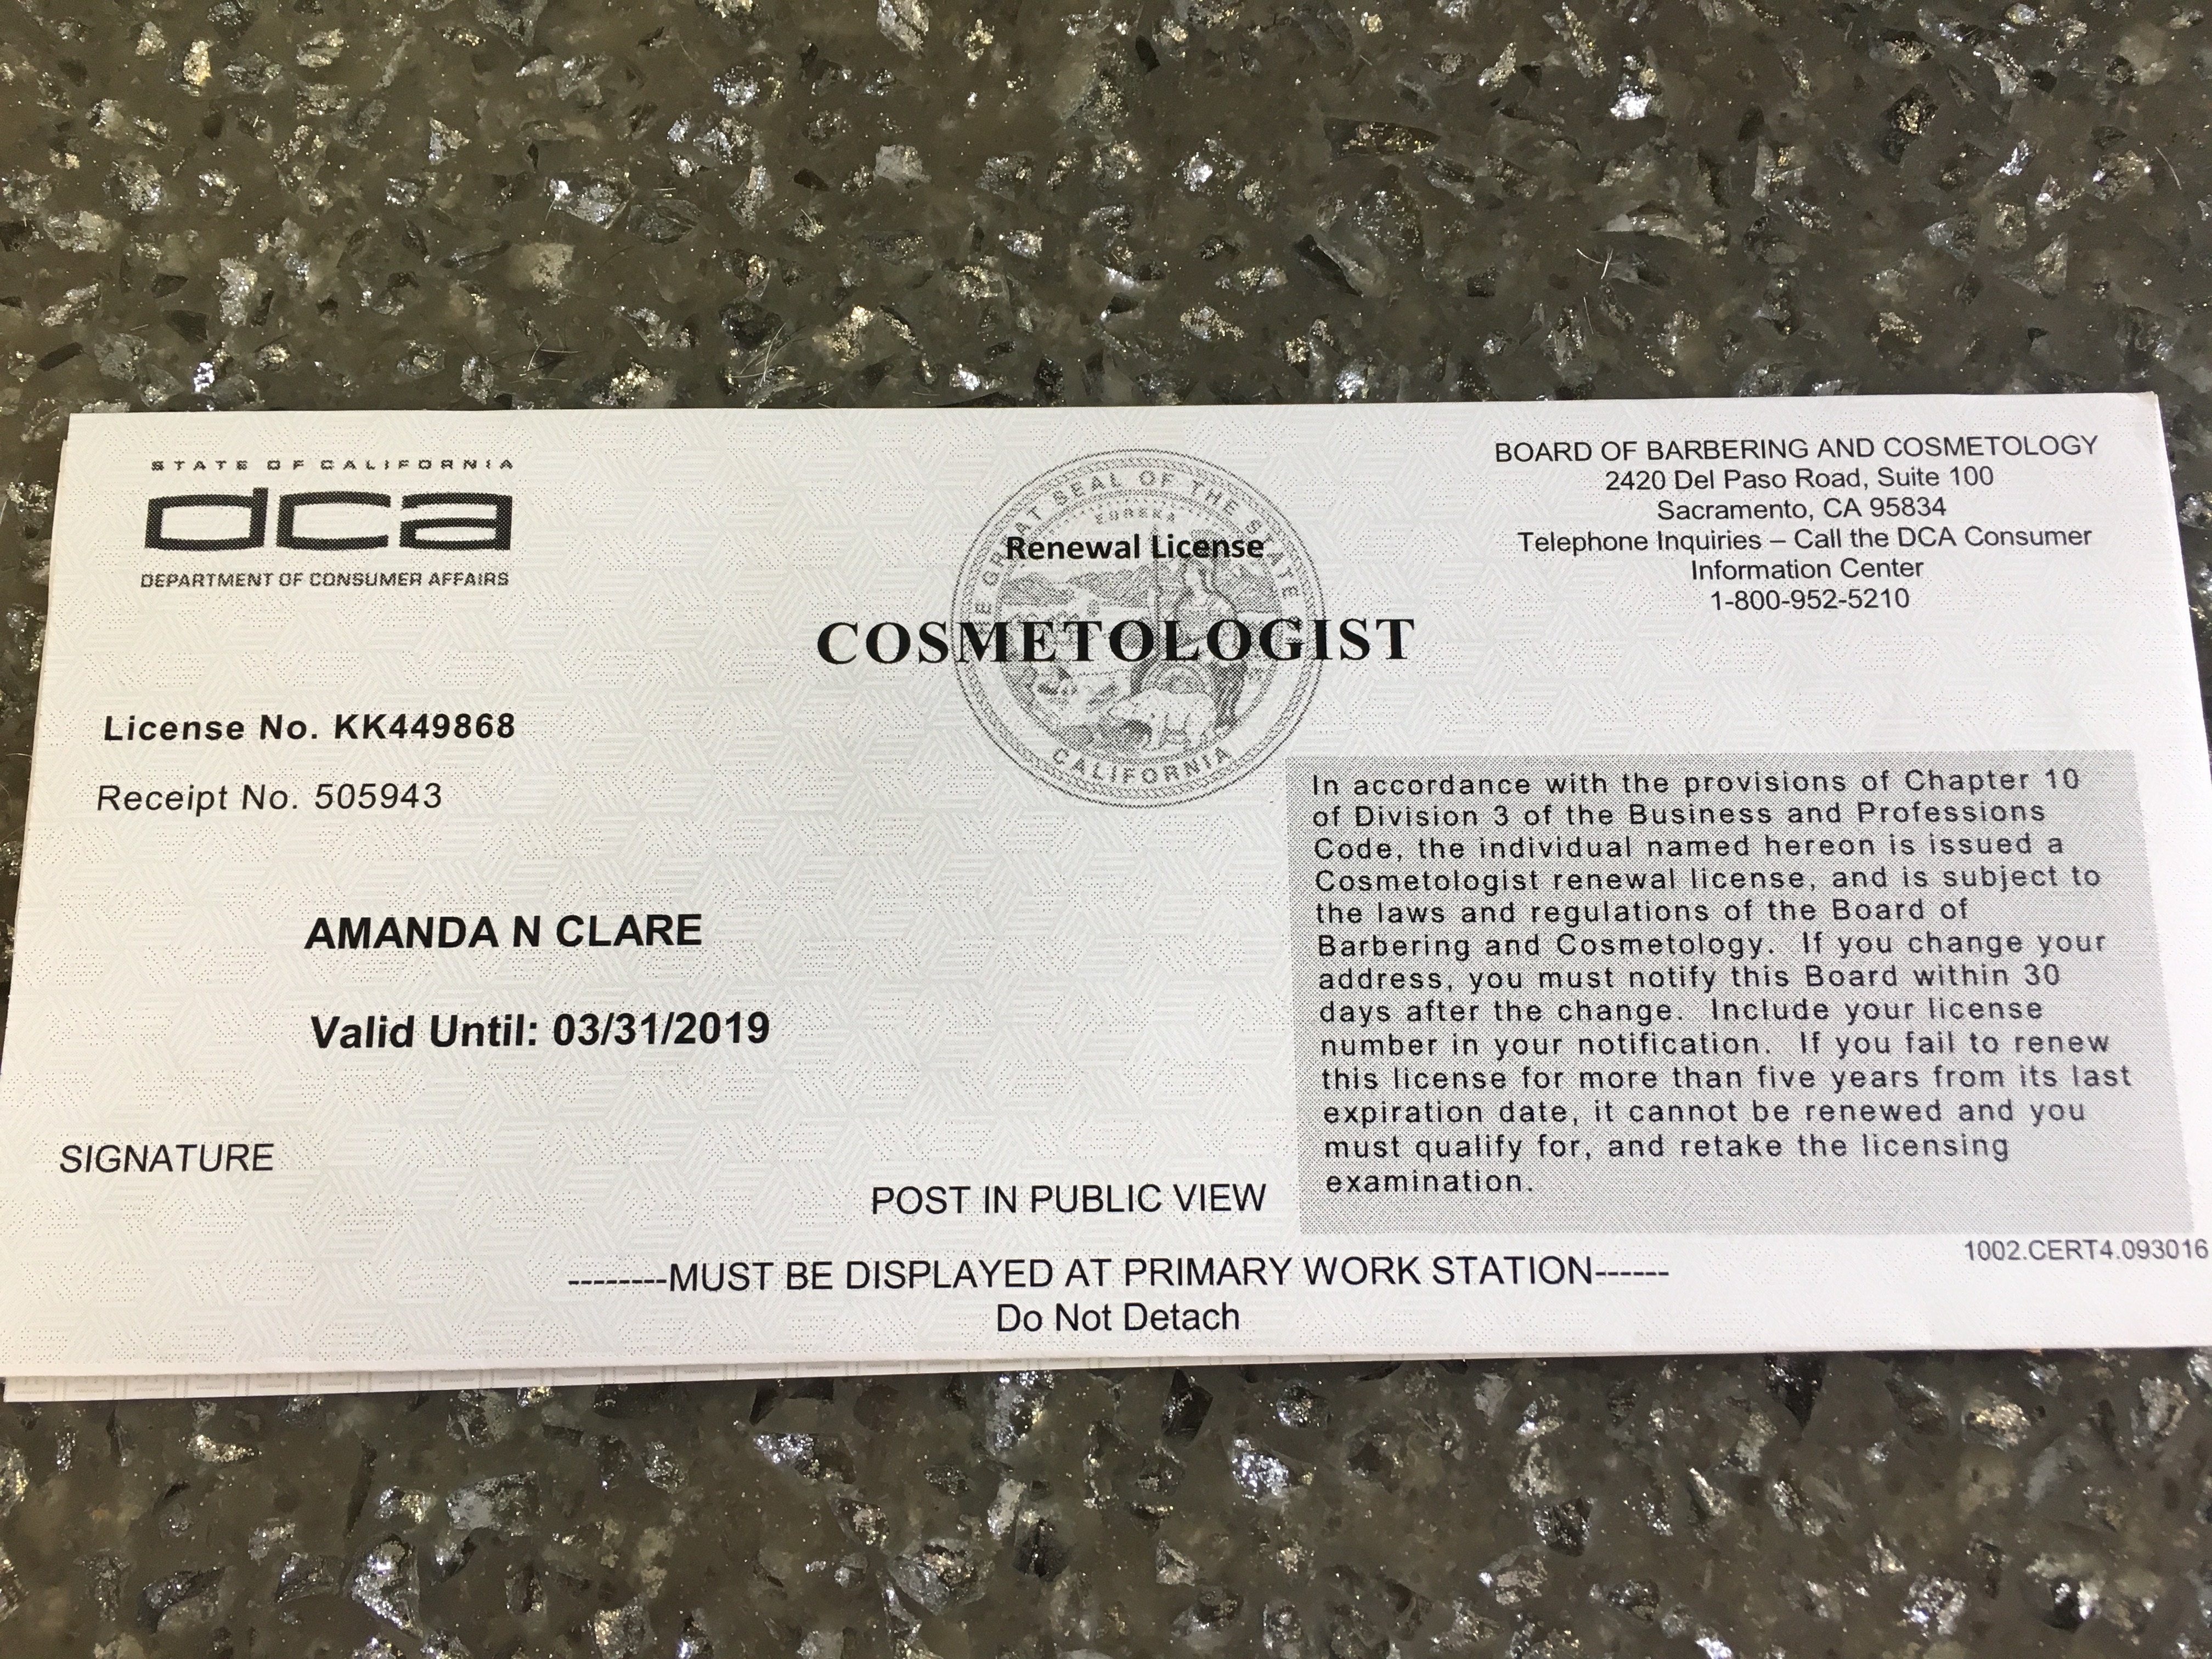 STATE OF CALIFORNIA
dca
DEPARTMENT OF CONSUMER AFFAIRS
THE GREAT SEAL OF THE STATE
EUREKA
CALIFORNIA
Renewal License
COSMETOLOGIST
BOARD OF BARBERING AND COSMETOLOGY
2420 Del Paso Road, Suite 100
Sacramento, CA 95834
Telephone Inquiries – Call the DCA Consumer
Information Center
1-800-952-5210
License No. KK449868
Receipt No. 505943
AMANDA N CLARE
Valid Until: 03/31/2019
SIGNATURE
In accordance with the provisions of Chapter 10
of Division 3 of the Business and Professions
Code, the individual named hereon is issued a
Cosmetologist renewal license, and is subject to
the laws and regulations of the Board of
Barbering and Cosmetology. If you change your
address, you must notify this Board within 30
days after the change. Include your license
number in your notification. If you fail to renew
this license for more than five years from its last
expiration date, it cannot be renewed and you
must qualify for, and retake the licensing
examination.
POST IN PUBLIC VIEW
1002.CERT4.093016
--------MUST BE DISPLAYED AT PRIMARY WORK STATION------
Do Not Detach